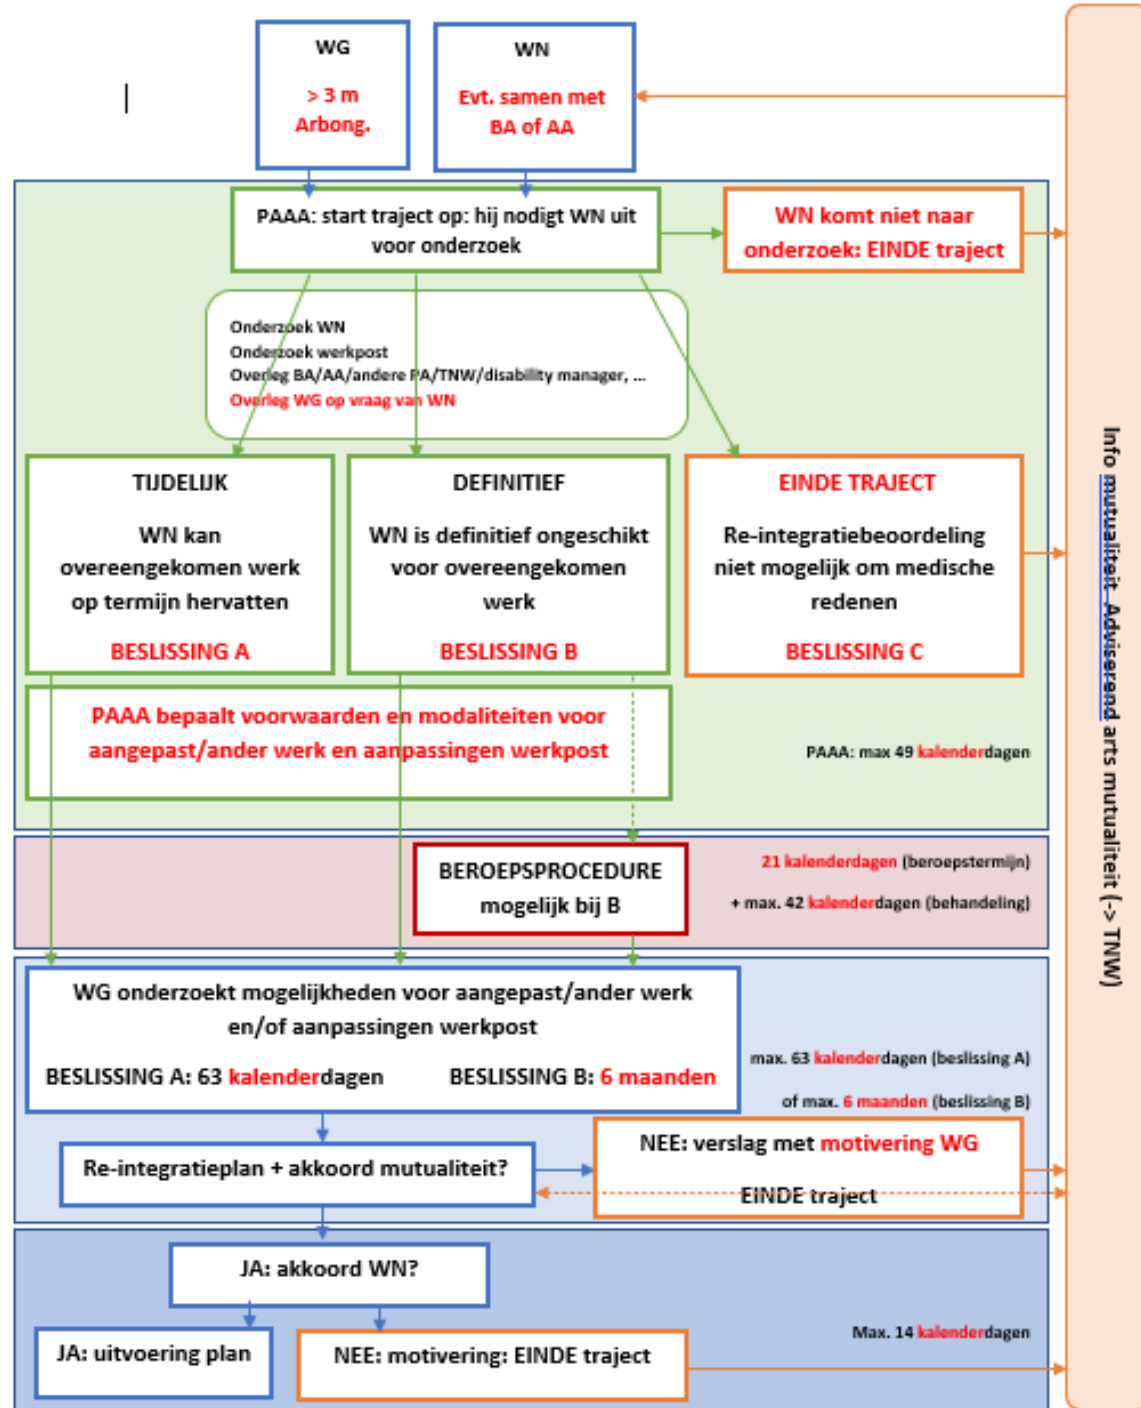 WG
> 3 m
Arbong.
WN
Evt. samen met
BA of AA
PAAA: start traject op: hij nodigt WN uit
voor onderzoek
WN komt niet naar
onderzoek: EINDE traject
Onderzoek WN
Onderzoek werkpost
Overleg BA/AA/andere PA/TNW/disability manager, ...
Overleg WG op vraag van WN
TIJDELIJK
WN kan
overeengekomen werk
op termijn hervatten
BESLISSING A
DEFINITIEF
WN is definitief ongeschikt
voor overeengekomen
werk
BESLISSING B
EINDE TRAJECT
Re-integratiebeoordeling
niet mogelijk om medische
redenen
BESLISSING C
PAAA bepaalt voorwaarden en modaliteiten voor
aangepast/ander werk en aanpassingen werkpost
PAAA: max 49 kalenderdagen
BEROEPSPROCEDURE
mogelijk bij B
21 kalenderdagen (beroepstermijn)
+ max. 42 kalenderdagen (behandeling)
WG onderzoekt mogelijkheden voor aangepast/ander werk
en/of aanpassingen werkpost
BESLISSING A: 63 kalenderdagen BESLISSING B: 6 maanden
max. 63 kalenderdagen (beslissing A)
of max. 6 maanden (beslissing B)
Re-integratieplan + akkoord mutualiteit?
NEE: verslag met motivering WG
EINDE traject
JA: akkoord WN?
JA: uitvoering plan
NEE: motivering: EINDE traject
Max. 14 kalenderdagen
Info mutualiteit Adviserend arts mutualiteit (-> TNW)